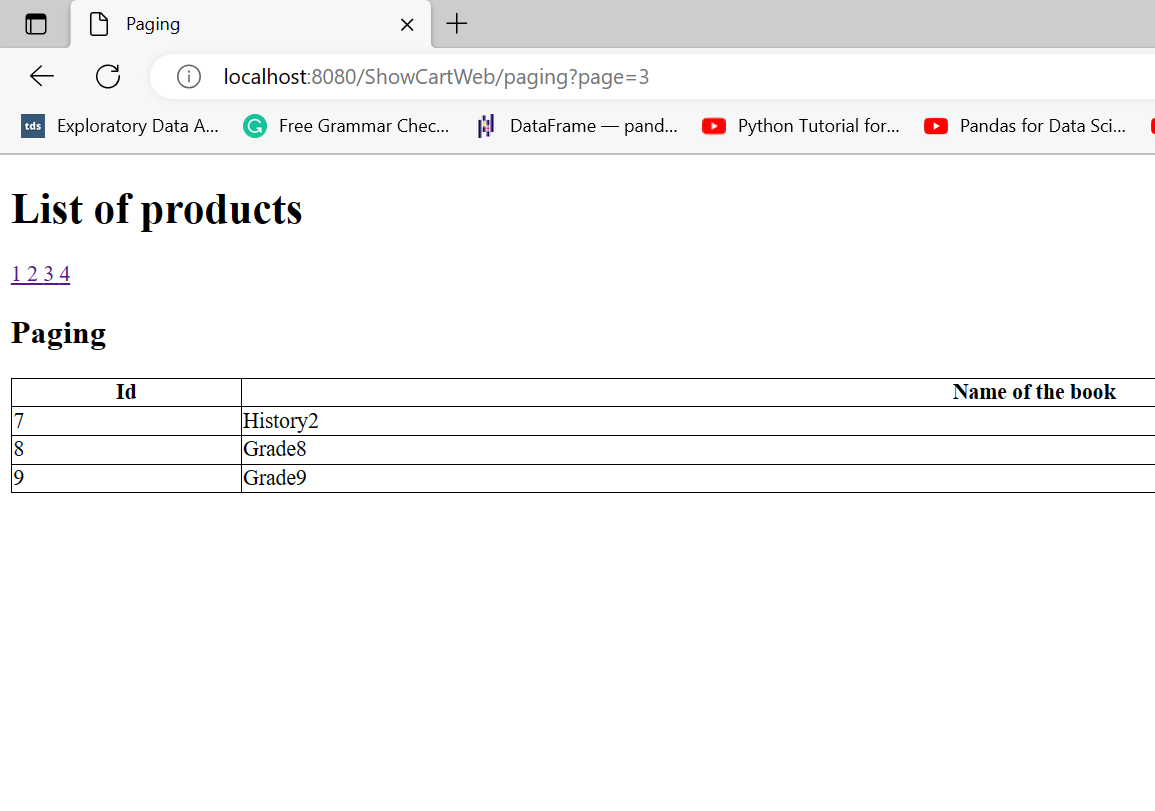 Paging
localhost:8080/ShowCartWeb/paging?page=3
tds Exploratory Data A... Free Grammar Chec... DataFrame — pand... Python Tutorial for... Pandas for Data Sci...
List of products
1 2 3 4
Paging
Id Name of the book
7 History2
8 Grade8
9 Grade9